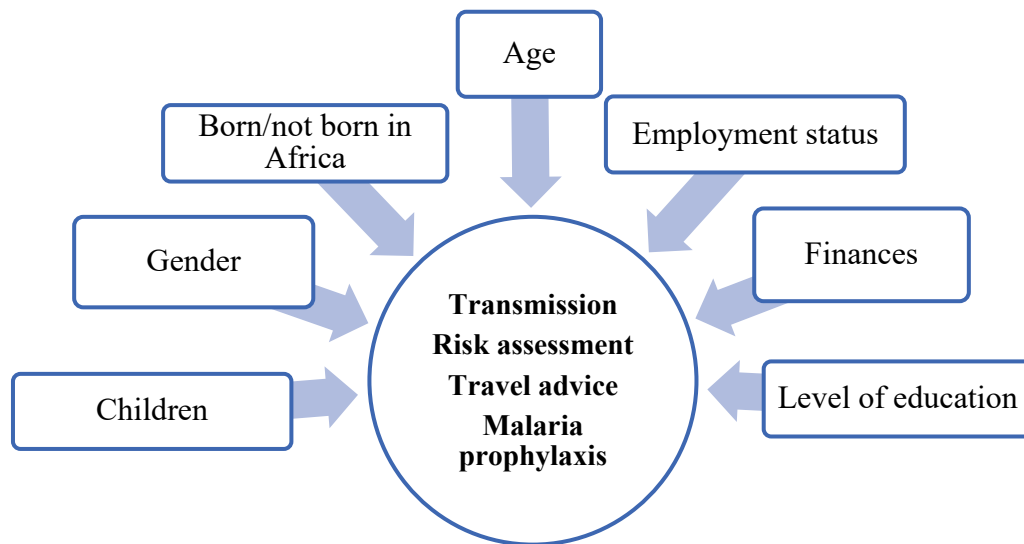 Age
Born/not born in
Africa
Employment status
Gender
Finances
Children
Level of education
Transmission
Risk assessment
Travel advice
Malaria
prophylaxis